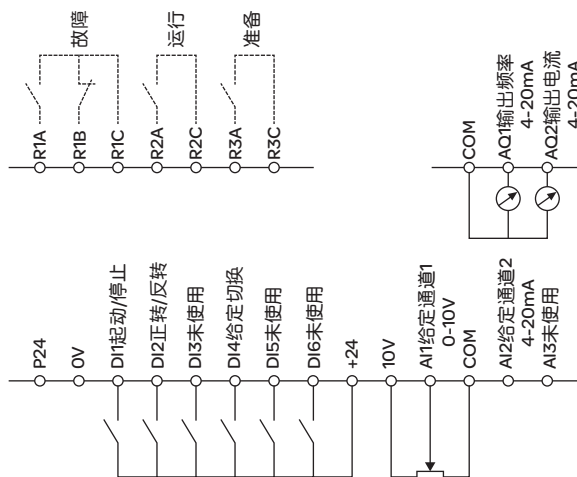 故障
运行
准备
R1A
R1B
R1C
R2A
R2C
R3A
R3C
COM
AQ1输出频率
4-20mA
AQ2输出电流
4-20mA
P24
0V
DI1起动/停止
DI2正转/反转
DI3未使用
DI4给定切换
DI5未使用
DI6未使用
+24
10V
AI1给定通道1
0-10V
COM
AI2给定通道2
4-20mA
AI3未使用